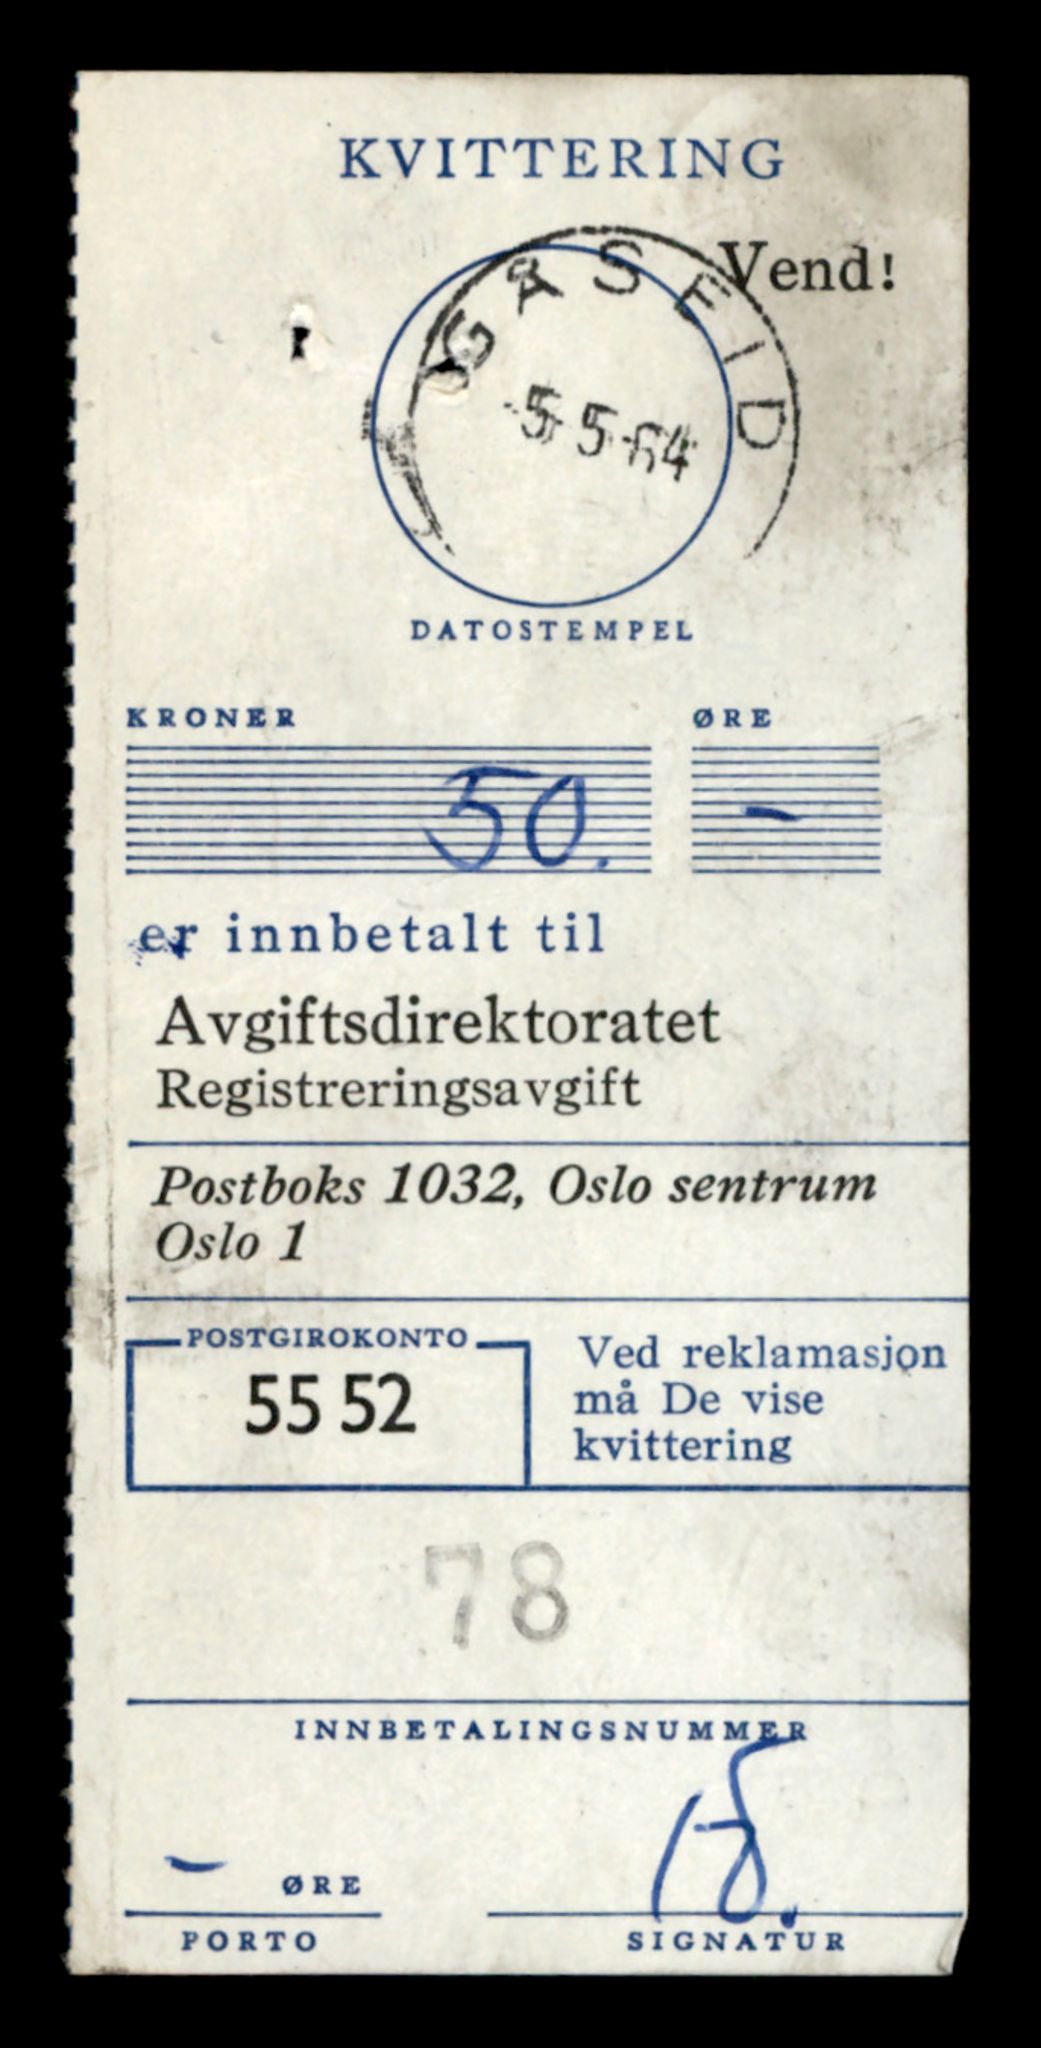 KVITTERING
Vend!
GÅSEID
-5-5-64
DATOSTEMPEL
KRONER ØRE
50. -
er innbetalt til
Avgiftsdirektoratet
Registreringsavgift
Postboks 1032, Oslo sentrum
Oslo 1
POSTGIROKONTO
55 52
Ved reklamasjon
må De vise
kvittering
78
INNBETALINGSNUMMER
- ØRE
PORTO SIGNATUR